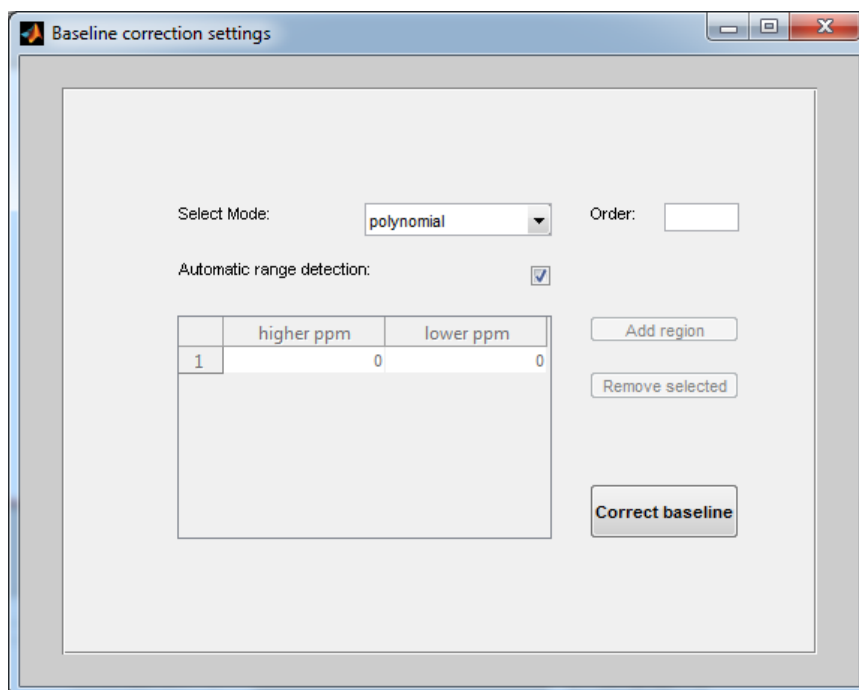 Baseline correction settings
Select Mode: polynomial Order:
Automatic range detection:
higher ppm lower ppm
1 0 0
Add region
Remove selected
Correct baseline